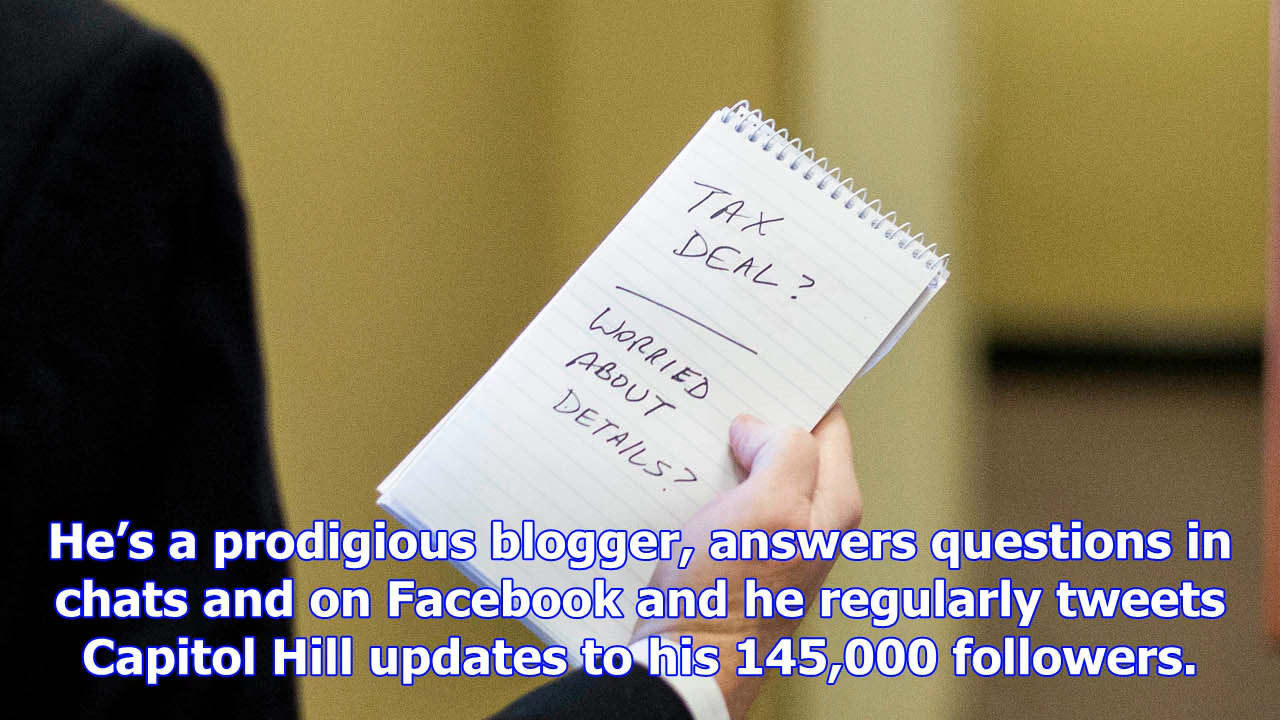 TAX
DEAL?
WORRIED
ABOUT
DETAILS?
He’s a prodigious blogger, answers questions in
chats and on Facebook and he regularly tweets
Capitol Hill updates to his 145,000 followers.